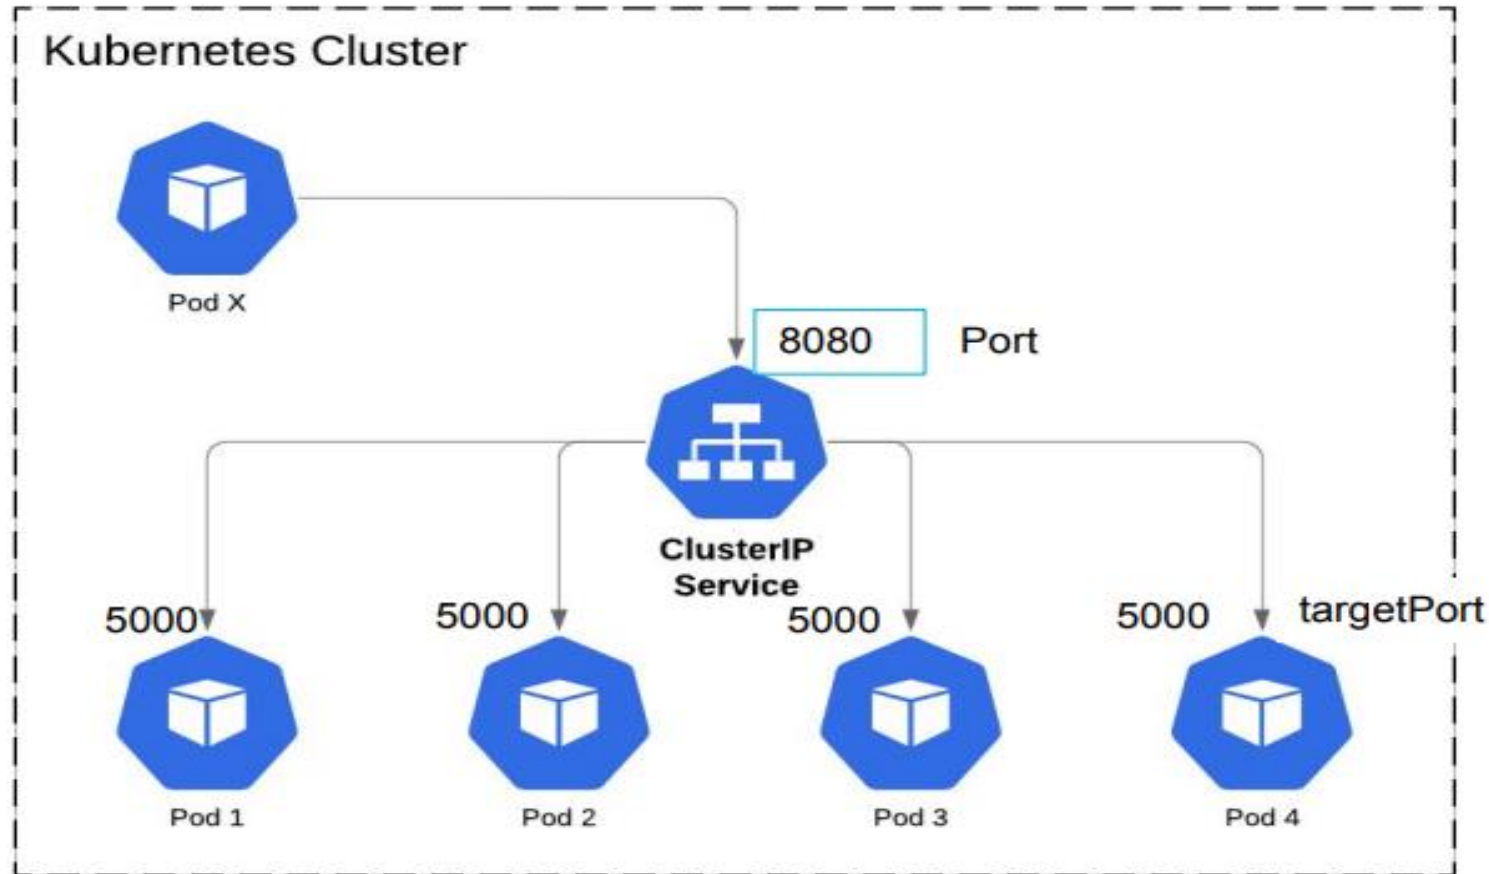 Kubernetes Cluster
Pod X
8080 Port
ClusterIP
Service
5000 5000 5000 5000 targetPort
Pod 1 Pod 2 Pod 3 Pod 4